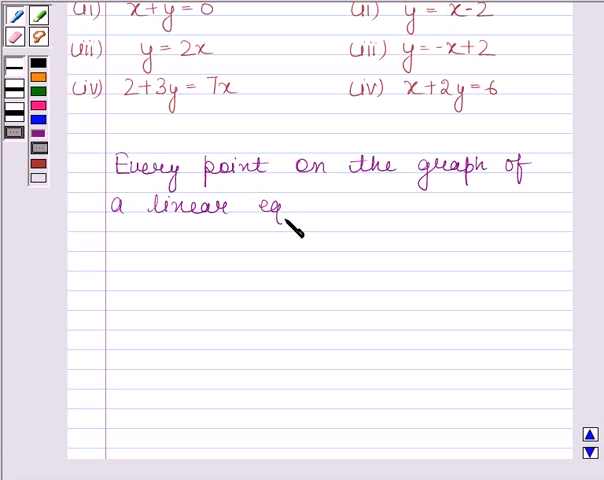 (ii) x+y=0 (ii) y = x-2
(iii) y = 2x (iii) y = -x+2
(iv) 2+3y = 7x (iv) x+2y=6
Every point on the graph of
a linear eq